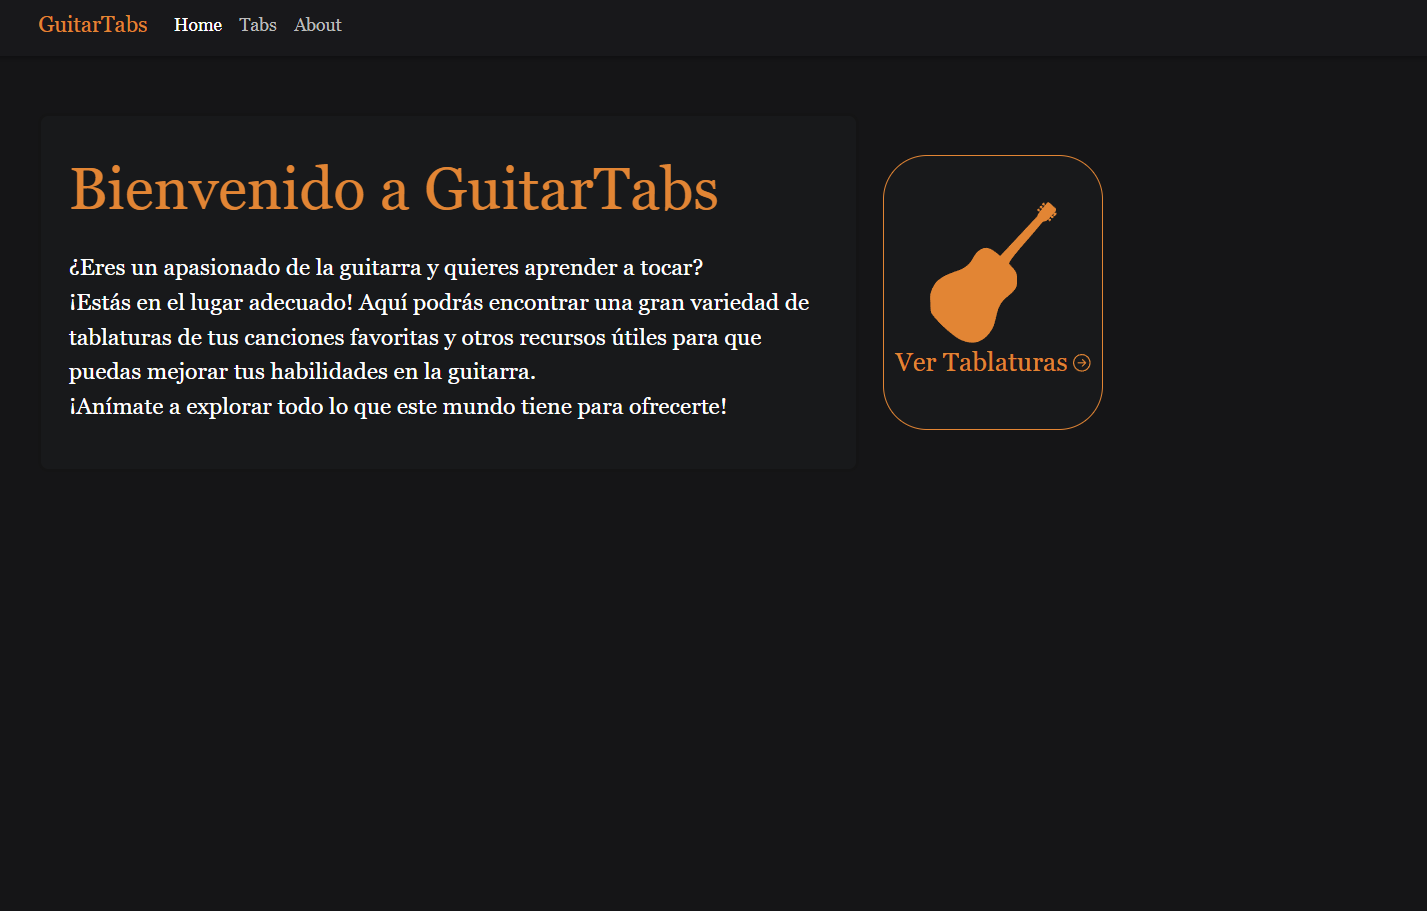 GuitarTabs Home Tabs About
Bienvenido a GuitarTabs
¿Eres un apasionado de la guitarra y quieres aprender a tocar?
¡Estás en el lugar adecuado! Aquí podrás encontrar una gran variedad de
tablaturas de tus canciones favoritas y otros recursos útiles para que
puedas mejorar tus habilidades en la guitarra.
¡Anímate a explorar todo lo que este mundo tiene para ofrecerte!
Ver Tablaturas